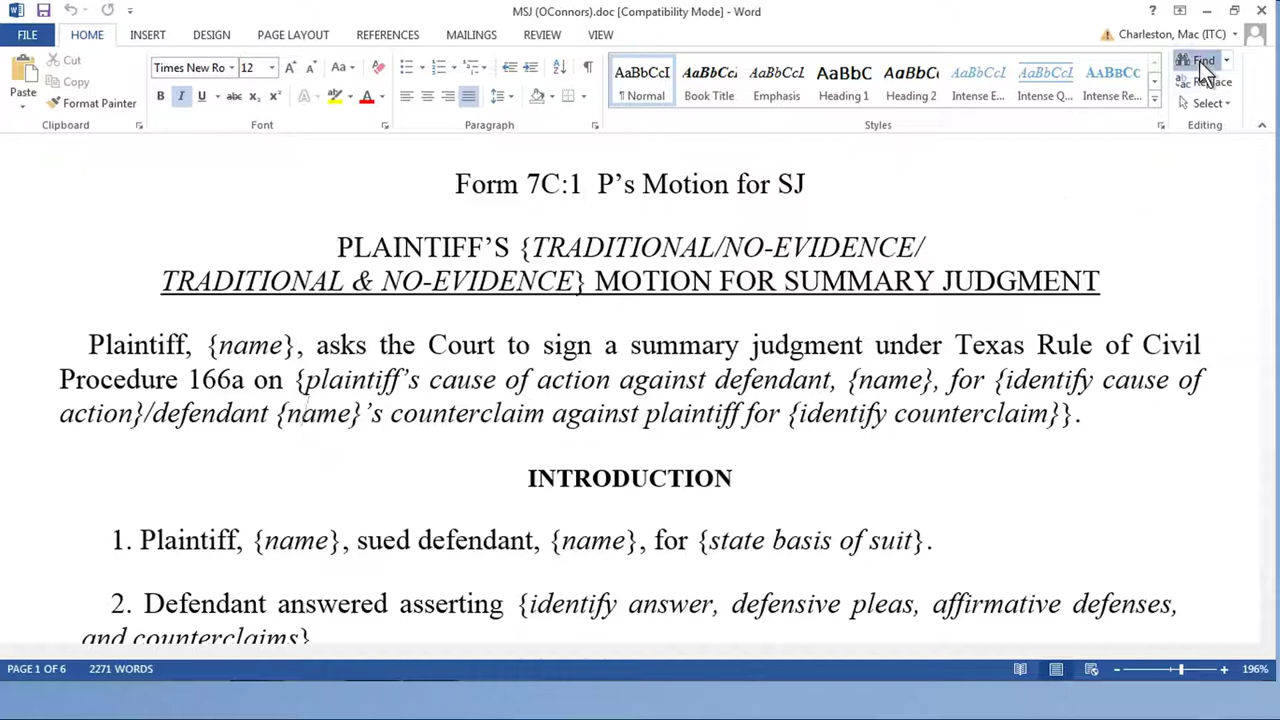 MSJ (OConnors).doc [Compatibility Mode] - Word
FILE HOME INSERT DESIGN PAGE LAYOUT REFERENCES MAILINGS REVIEW VIEW Charleston, Mac (ITC)
Paste Cut Copy Format Painter Clipboard
Times New Ro 12 Aa B I U abc x₂ x² A A Font
Paragraph
AaBbCcI AaBbCcI AaBbCcI AaBbC AaBbCc AaBbCcI AaBbCcI AABBCC
¶ Normal Book Title Emphasis Heading 1 Heading 2 Intense E... Intense Q... Intense Re...
Styles
Find
Replace
Select
Editing
Form 7C:1 P’s Motion for SJ
PLAINTIFF’S {TRADITIONAL/NO-EVIDENCE/
TRADITIONAL & NO-EVIDENCE} MOTION FOR SUMMARY JUDGMENT
Plaintiff, {name}, asks the Court to sign a summary judgment under Texas Rule of Civil
Procedure 166a on {plaintiff’s cause of action against defendant, {name}, for {identify cause of
action}/defendant {name}’s counterclaim against plaintiff for {identify counterclaim}}.
INTRODUCTION
1. Plaintiff, {name}, sued defendant, {name}, for {state basis of suit}.
2. Defendant answered asserting {identify answer, defensive pleas, affirmative defenses,
and counterclaims}
PAGE 1 OF 6 2271 WORDS 196%